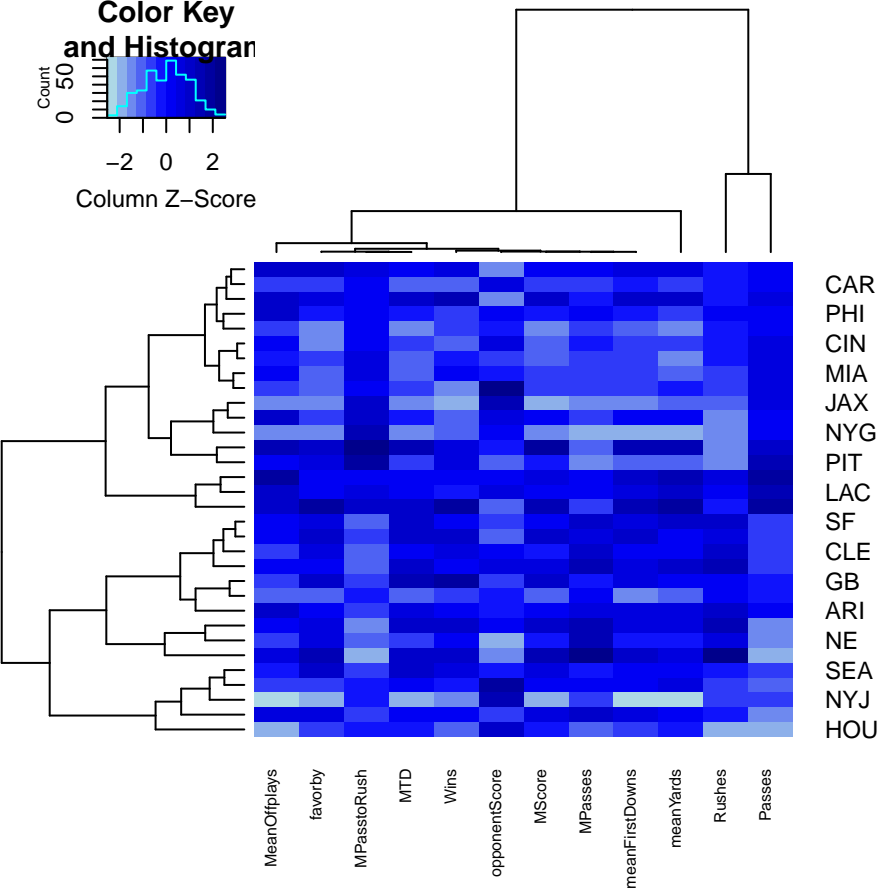 Color Key
and Histogran
Count
0 50
−2 0 2
Column Z−Score
CAR
PHI
CIN
MIA
JAX
NYG
PIT
LAC
SF
CLE
GB
ARI
NE
SEA
NYJ
HOU
MeanOffplays
favorby
MPasstoRush
MTD
Wins
opponentScore
MScore
MPasses
meanFirstDowns
meanYards
Rushes
Passes